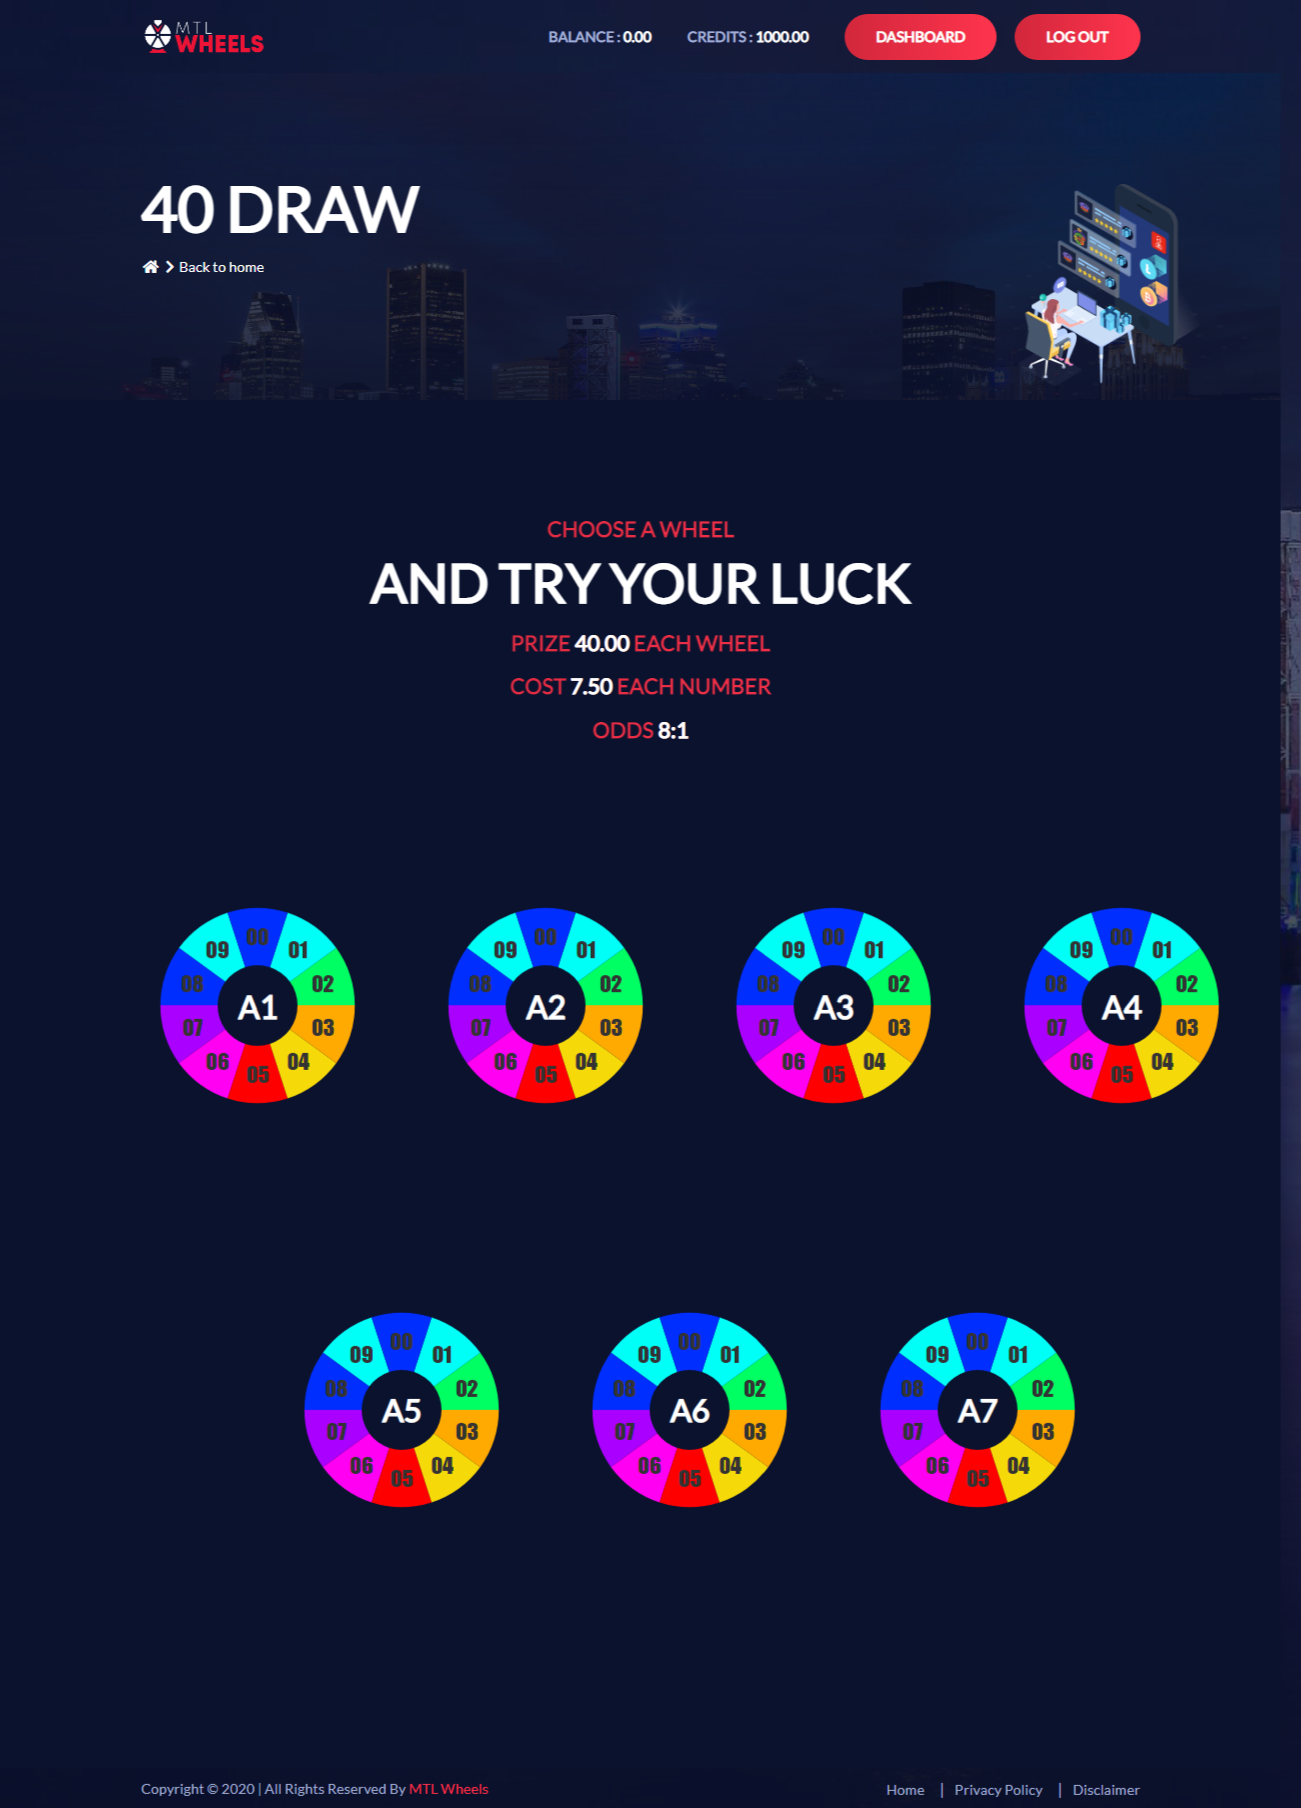 MTL
WHEELS
BALANCE : 0.00
CREDITS : 1000.00
DASHBOARD
LOG OUT
40 DRAW
Back to home
CHOOSE A WHEEL
AND TRY YOUR LUCK
PRIZE 40.00 EACH WHEEL
COST 7.50 EACH NUMBER
ODDS 8:1
00 01 02 03 04 05 06 07 08 09
A1
00 01 02 03 04 05 06 07 08 09
A2
00 01 02 03 04 05 06 07 08 09
A3
00 01 02 03 04 05 06 07 08 09
A4
00 01 02 03 04 05 06 07 08 09
A5
00 01 02 03 04 05 06 07 08 09
A6
00 01 02 03 04 05 06 07 08 09
A7
Copyright © 2020 | All Rights Reserved By MTL Wheels
Home | Privacy Policy | Disclaimer